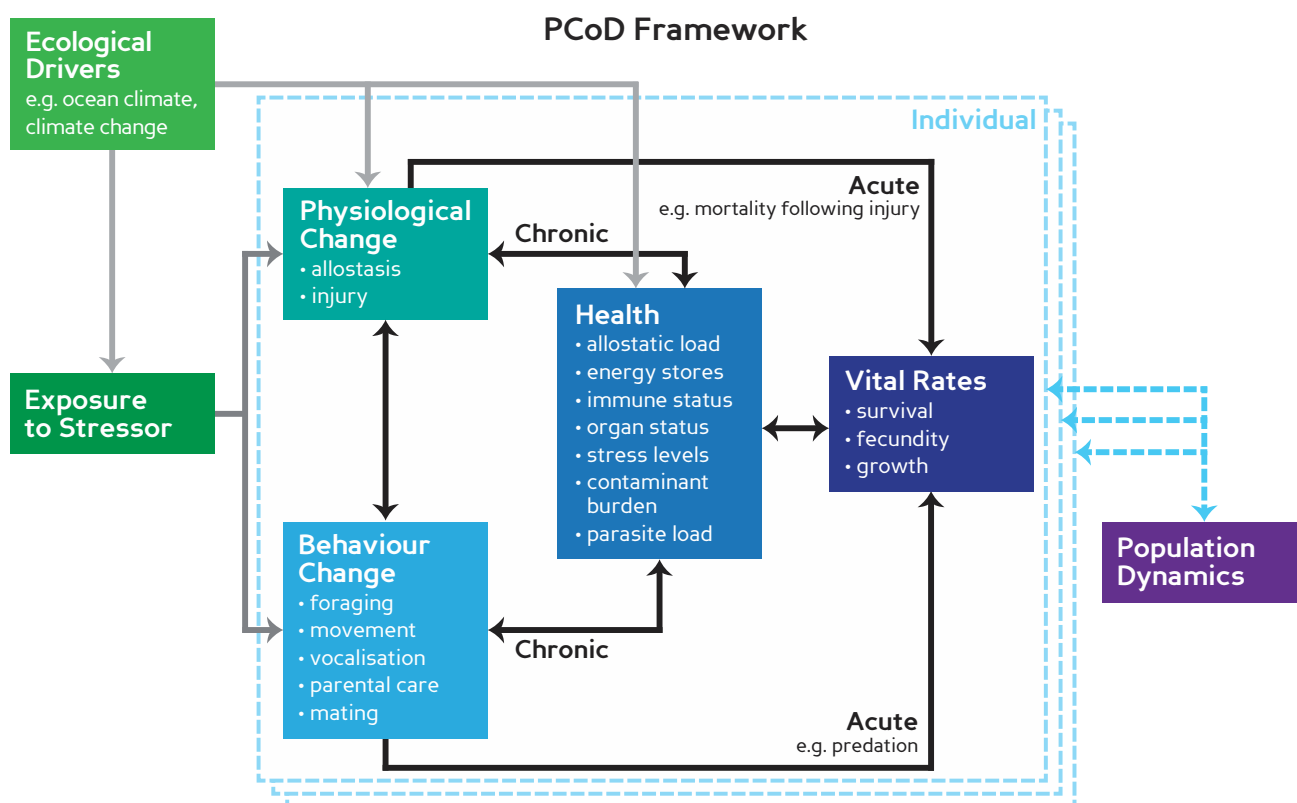 PCoD Framework
Ecological
Drivers
e.g. ocean climate,
climate change
Individual
Acute
e.g. mortality following injury
Physiological
Change
• allostasis
• injury
Chronic
Health
• allostatic load
• energy stores
• immune status
• organ status
• stress levels
• contaminant
burden
• parasite load
Vital Rates
• survival
• fecundity
• growth
Exposure
to Stressor
Behaviour
Change
• foraging
• movement
• vocalisation
• parental care
• mating
Chronic
Population
Dynamics
Acute
e.g. predation